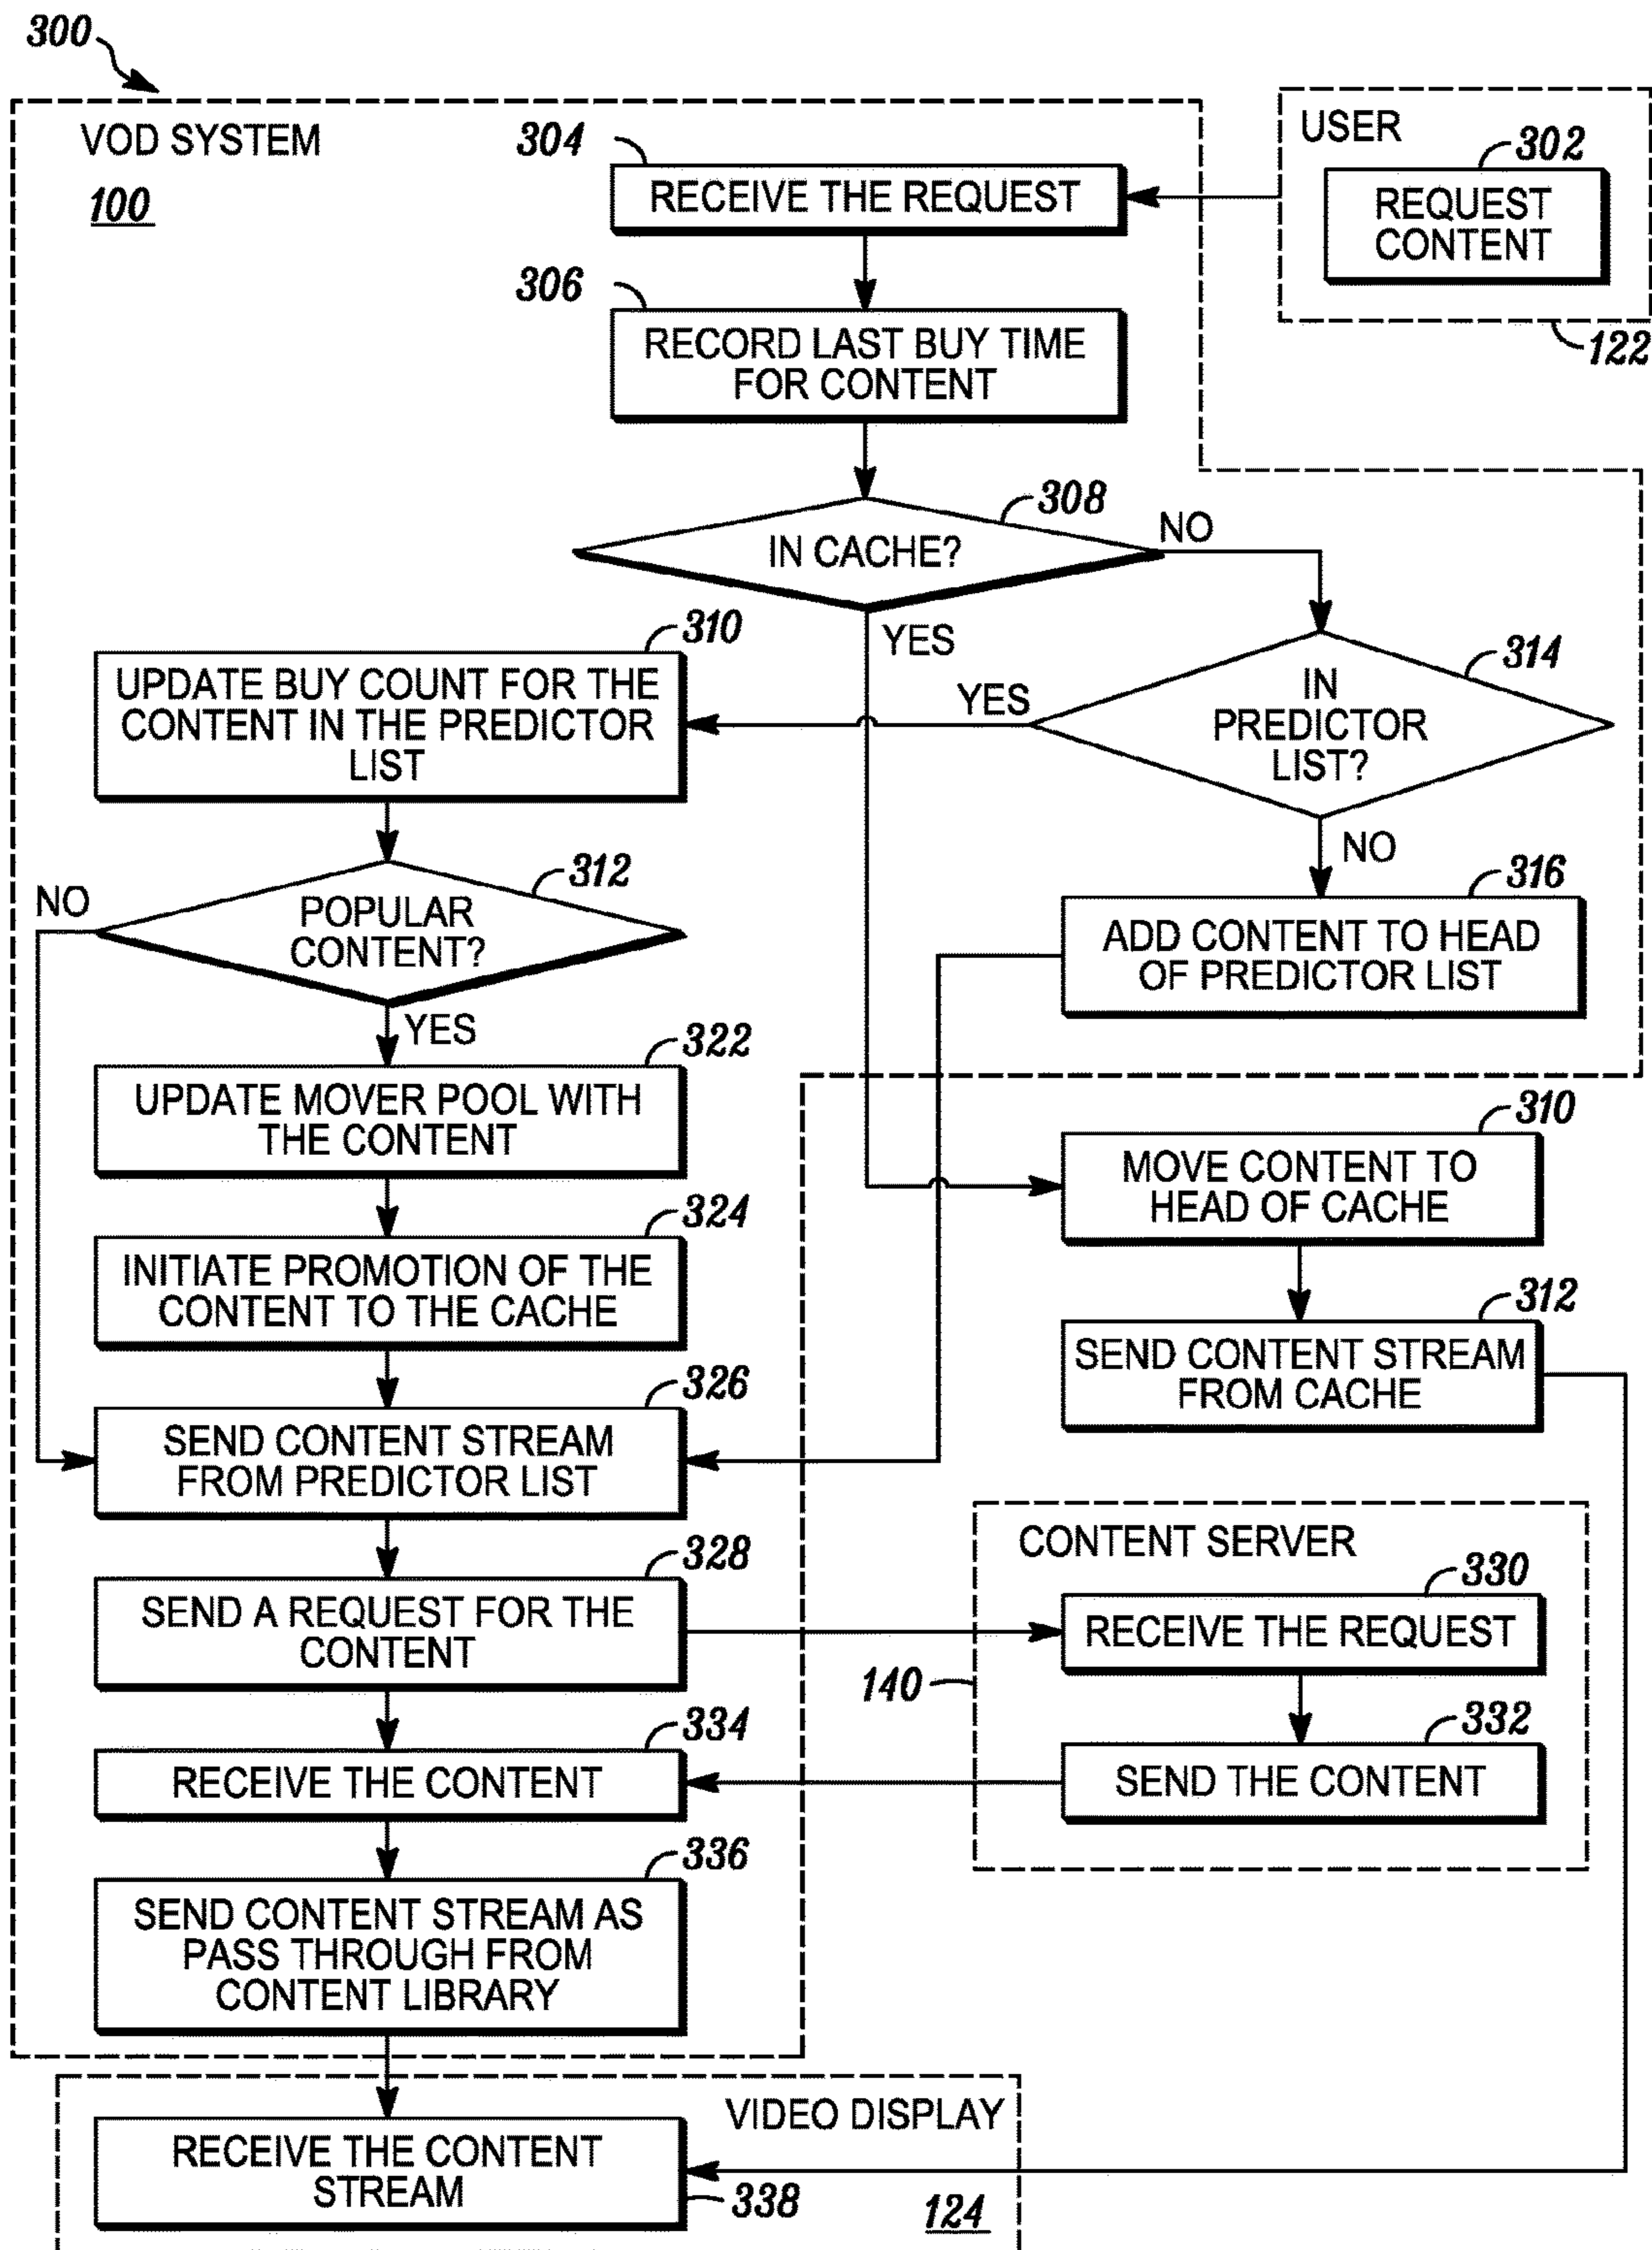 300
VOD SYSTEM
100
USER
302
REQUEST
CONTENT
122
304
RECEIVE THE REQUEST
306
RECORD LAST BUY TIME
FOR CONTENT
308
IN CACHE?
NO
YES
314
IN
PREDICTOR
LIST?
YES
NO
310
UPDATE BUY COUNT FOR THE
CONTENT IN THE PREDICTOR
LIST
312
POPULAR
CONTENT?
NO
YES
316
ADD CONTENT TO HEAD
OF PREDICTOR LIST
322
UPDATE MOVER POOL WITH
THE CONTENT
310
MOVE CONTENT TO
HEAD OF CACHE
324
INITIATE PROMOTION OF THE
CONTENT TO THE CACHE
312
SEND CONTENT STREAM
FROM CACHE
326
SEND CONTENT STREAM
FROM PREDICTOR LIST
328
SEND A REQUEST FOR THE
CONTENT
CONTENT SERVER
330
RECEIVE THE REQUEST
140
332
SEND THE CONTENT
334
RECEIVE THE CONTENT
336
SEND CONTENT STREAM AS
PASS THROUGH FROM
CONTENT LIBRARY
VIDEO DISPLAY
RECEIVE THE CONTENT
STREAM
338
124